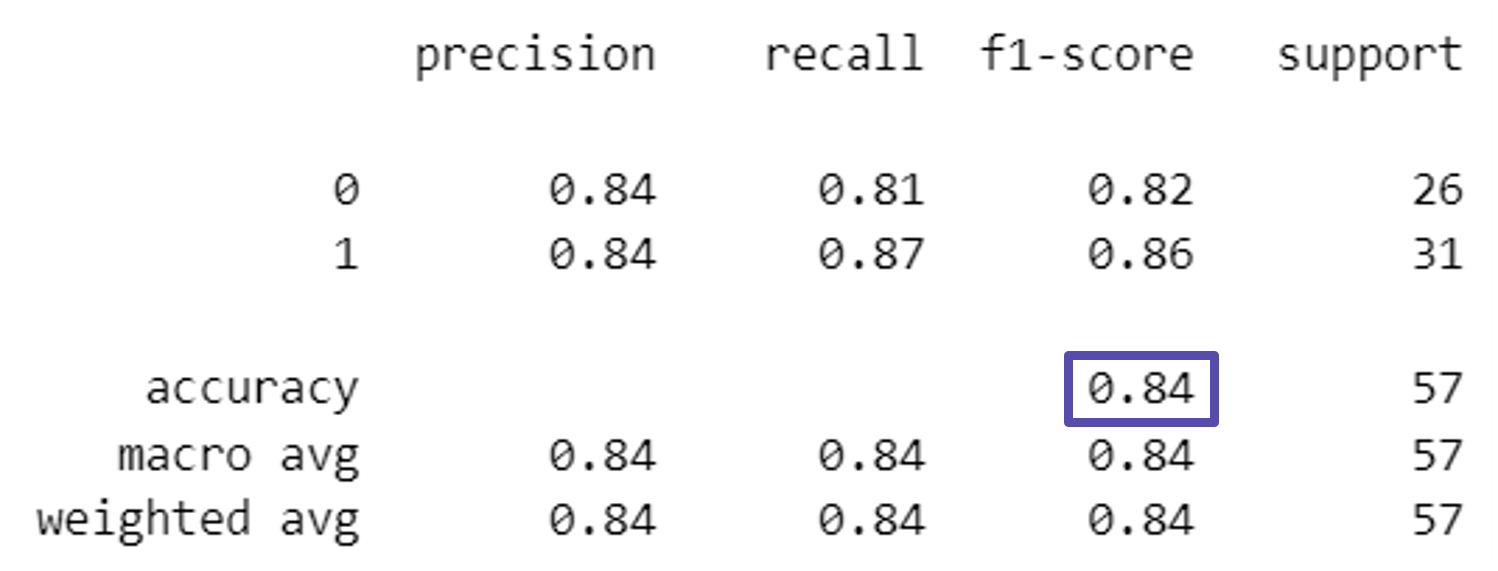 precision recall f1-score support
0 0.84 0.81 0.82 26
1 0.84 0.87 0.86 31
accuracy 0.84 57
macro avg 0.84 0.84 0.84 57
weighted avg 0.84 0.84 0.84 57